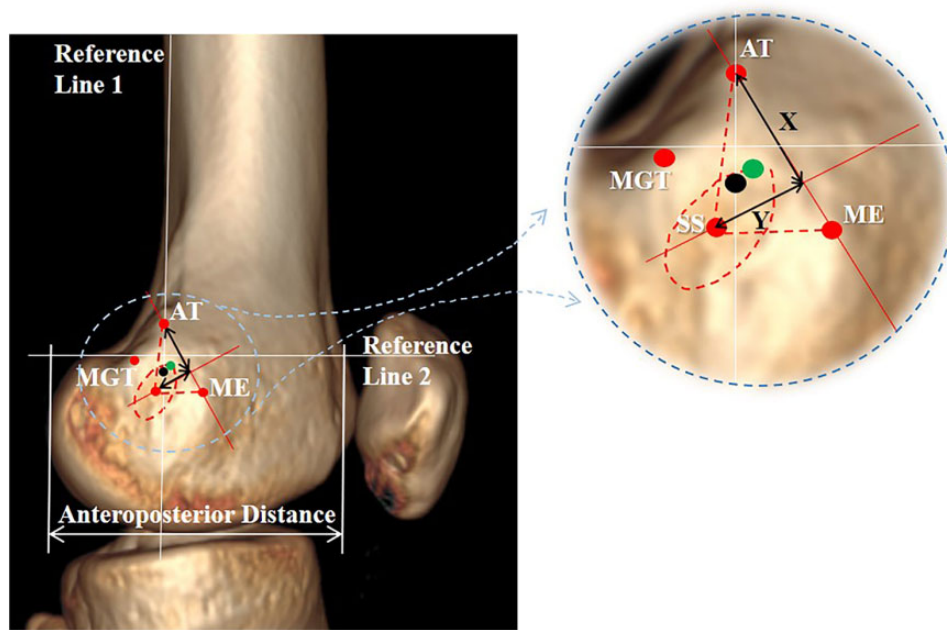 Reference
Line 1
AT
MGT
ME
Reference
Line 2
Anteroposterior Distance
AT
X
MGT
SS
Y
ME